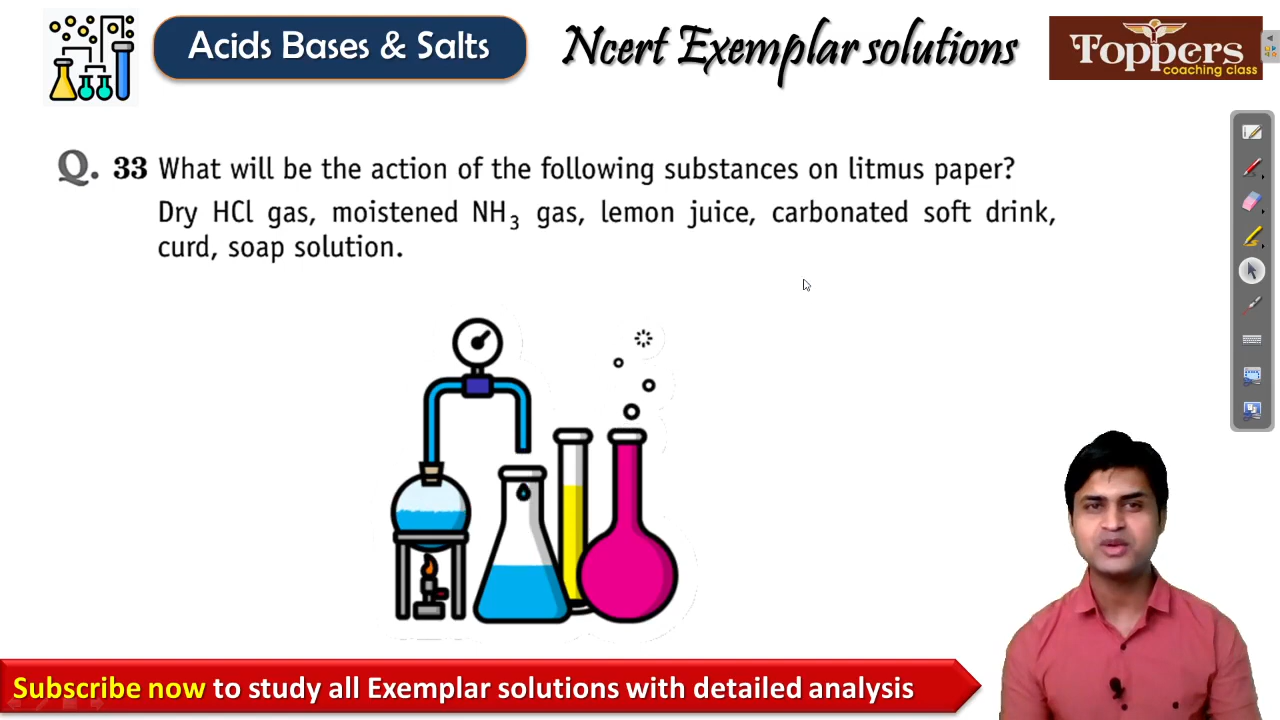 Acids Bases & Salts
Ncert Exemplar solutions
TOPPERS
coaching class
Q. 33 What will be the action of the following substances on litmus paper?
Dry HCl gas, moistened NH₃ gas, lemon juice, carbonated soft drink,
curd, soap solution.
Subscribe now to study all Exemplar solutions with detailed analysis